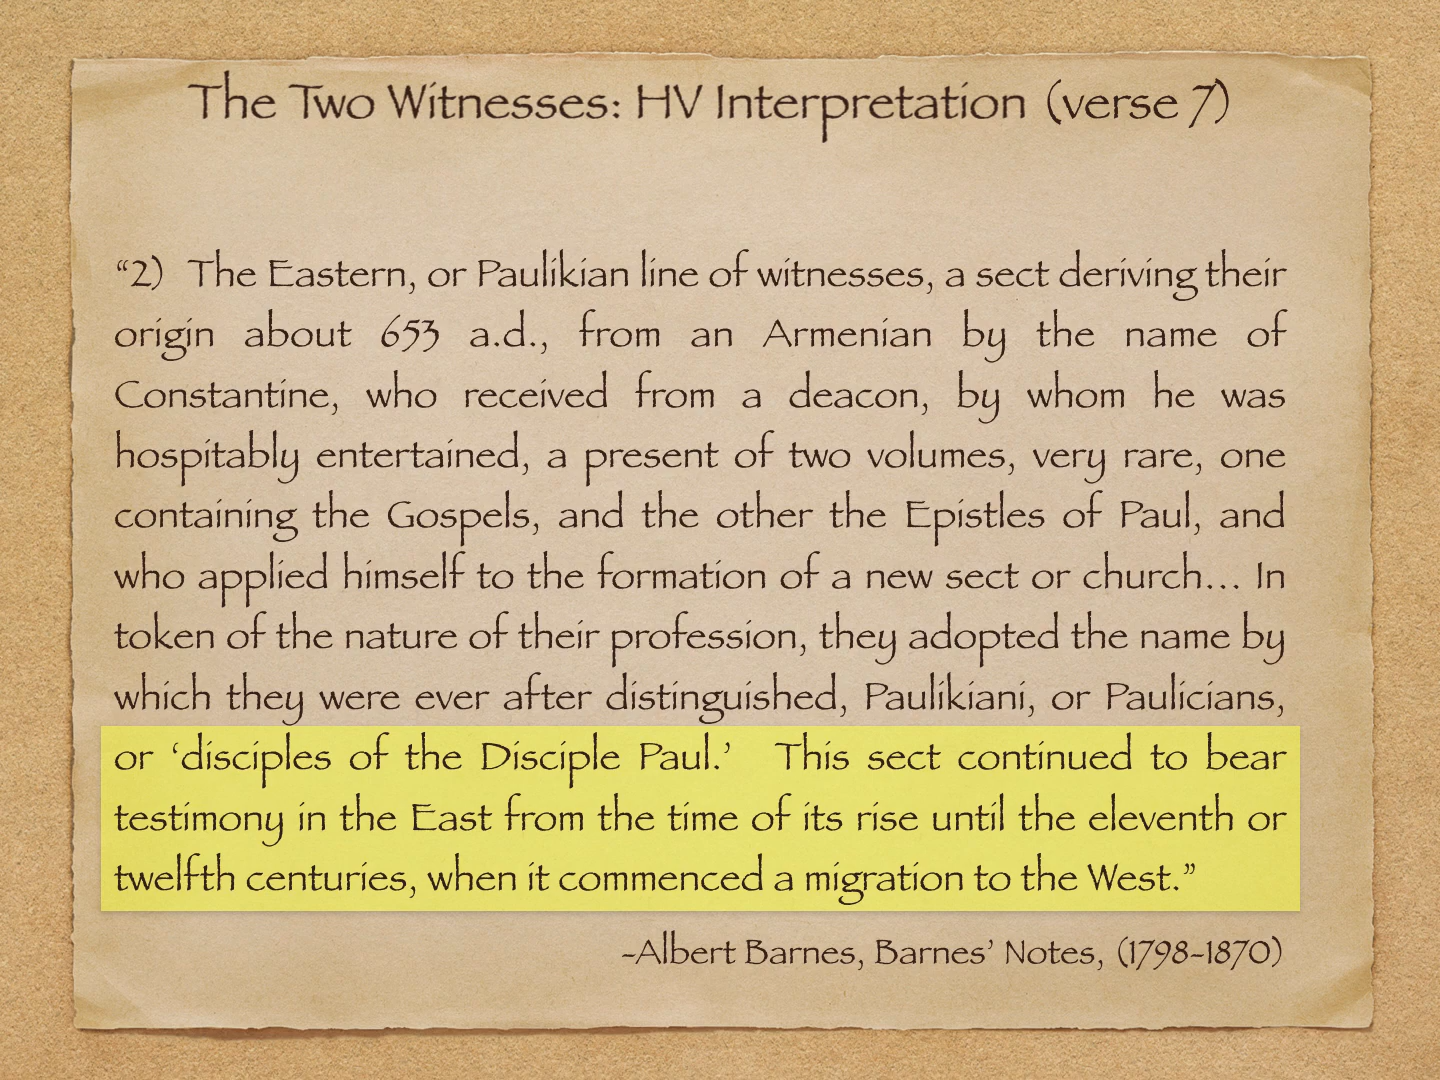 The Two Witnesses: HV Interpretation (verse 7)
“2) The Eastern, or Paulikian line of witnesses, a sect deriving their
origin about 653 a.d., from an Armenian by the name of
Constantine, who received from a deacon, by whom he was
hospitably entertained, a present of two volumes, very rare, one
containing the Gospels, and the other the Epistles of Paul, and
who applied himself to the formation of a new sect or church... In
token of the nature of their profession, they adopted the name by
which they were ever after distinguished, Paulikiani, or Paulicians,
or ‘disciples of the Disciple Paul.’ This sect continued to bear
testimony in the East from the time of its rise until the eleventh or
twelfth centuries, when it commenced a migration to the West.”
-Albert Barnes, Barnes’ Notes, (1798-1870)